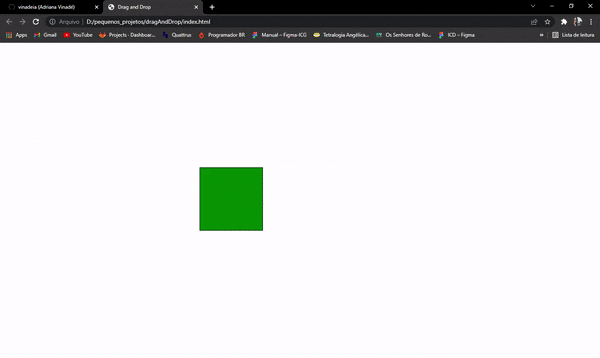 vinadeia (Adriana Vinadé)
Drag and Drop
Arquivo
D:/pequenos_projetos/dragAndDrop/index.html
Apps
Gmail
YouTube
Projects - Dashboar...
Quattrus
Programador BR
Manual – Figma-ICG
Tetralogia Angélica...
Os Senhores de Ro...
ICD – Figma
»
Lista de leitura